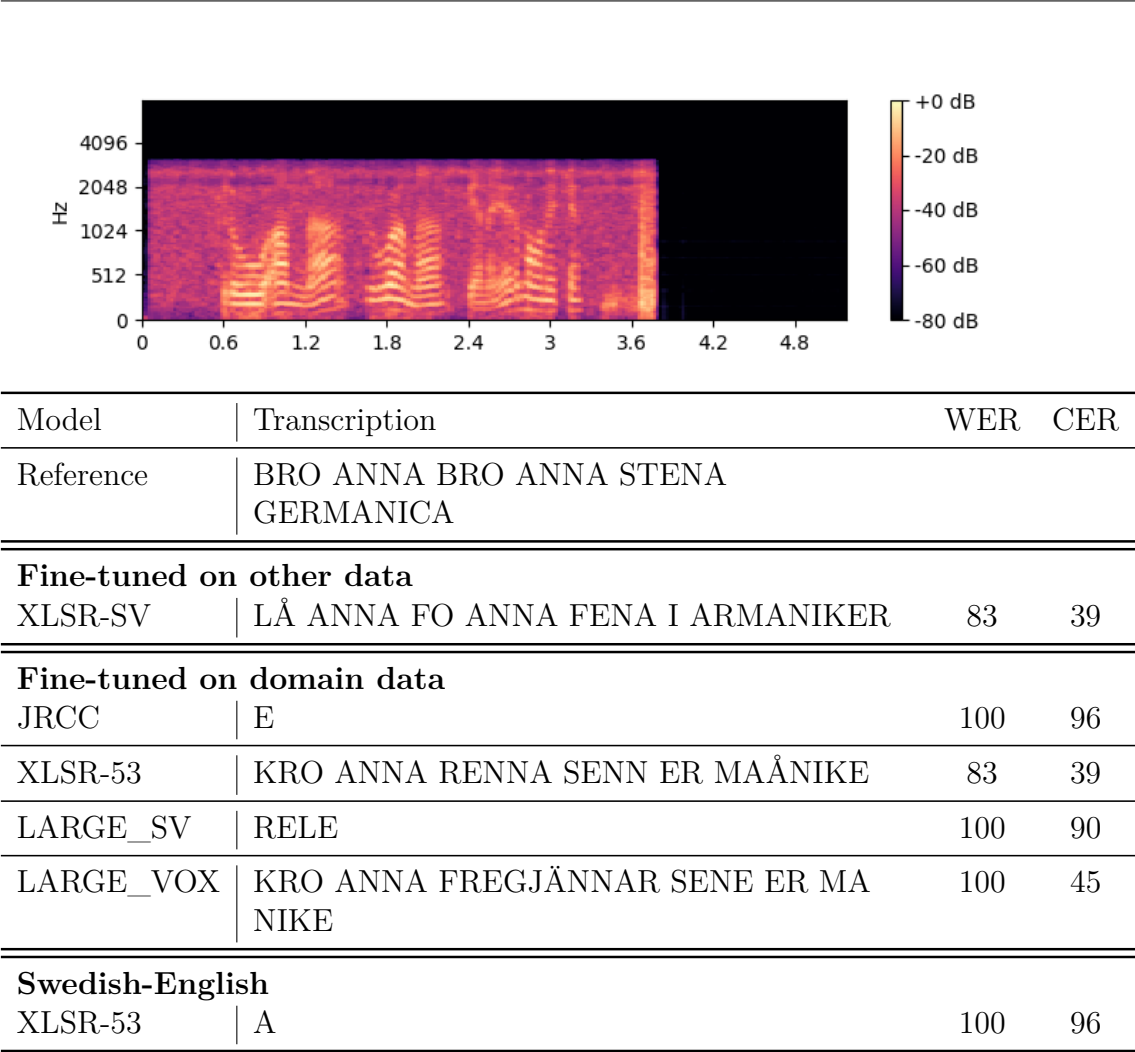 +0 dB
4096
-20 dB
2048
Hz
1024
-40 dB
512
-60 dB
0
-80 dB
0 0.6 1.2 1.8 2.4 3 3.6 4.2 4.8
Model Transcription WER CER
Reference BRO ANNA BRO ANNA STENA
GERMANICA
Fine-tuned on other data
XLSR-SV LÅ ANNA FO ANNA FENA I ARMANIKER 83 39
Fine-tuned on domain data
JRCC E 100 96
XLSR-53 KRO ANNA RENNA SENN ER MAÅNIKE 83 39
LARGE_SV RELE 100 90
LARGE_VOX KRO ANNA FREGJÄNNAR SENE ER MA 100 45
NIKE
Swedish-English
XLSR-53 A 100 96